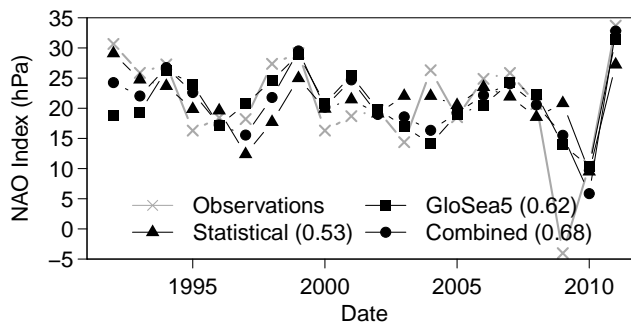 35
30
25
20
15
10
5
0
−5
NAO Index (hPa)
Observations
GloSea5 (0.62)
Statistical (0.53)
Combined (0.68)
1995
2000
2005
2010
Date